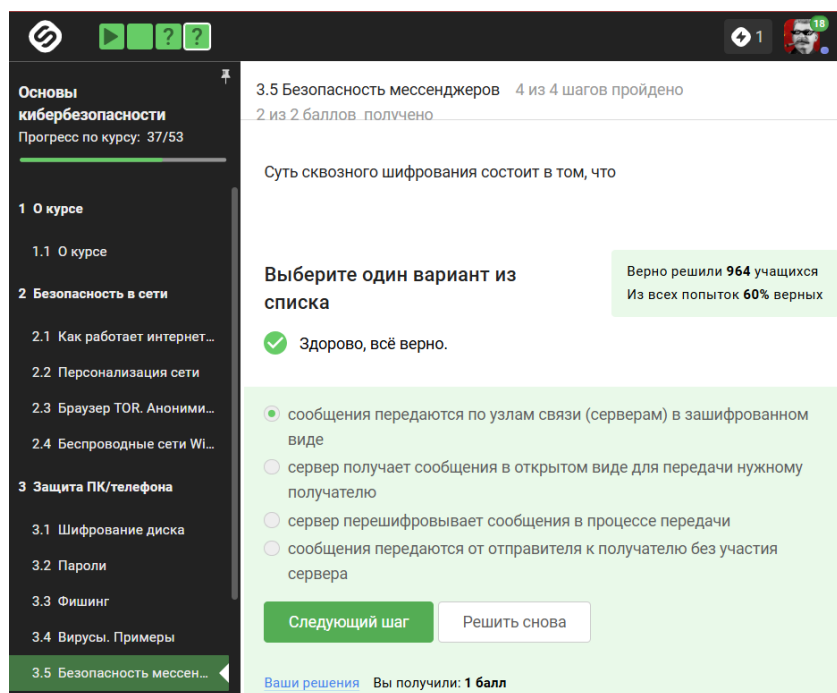 ? ?
1
18
Основы
кибербезопасности
Прогресс по курсу: 37/53
1 О курсе
1.1 О курсе
2 Безопасность в сети
2.1 Как работает интернет...
2.2 Персонализация сети
2.3 Браузер TOR. Аноними...
2.4 Беспроводные сети Wi...
3 Защита ПК/телефона
3.1 Шифрование диска
3.2 Пароли
3.3 Фишинг
3.4 Вирусы. Примеры
3.5 Безопасность мессен...
3.5 Безопасность мессенджеров 4 из 4 шагов пройдено
2 из 2 баллов получено
Суть сквозного шифрования состоит в том, что
Выберите один вариант из
списка
Верно решили 964 учащихся
Из всех попыток 60% верных
Здорово, всё верно.
сообщения передаются по узлам связи (серверам) в зашифрованном
виде
сервер получает сообщения в открытом виде для передачи нужному
получателю
сервер перешифровывает сообщения в процессе передачи
сообщения передаются от отправителя к получателю без участия
сервера
Следующий шаг Решить снова
Ваши решения Вы получили: 1 балл